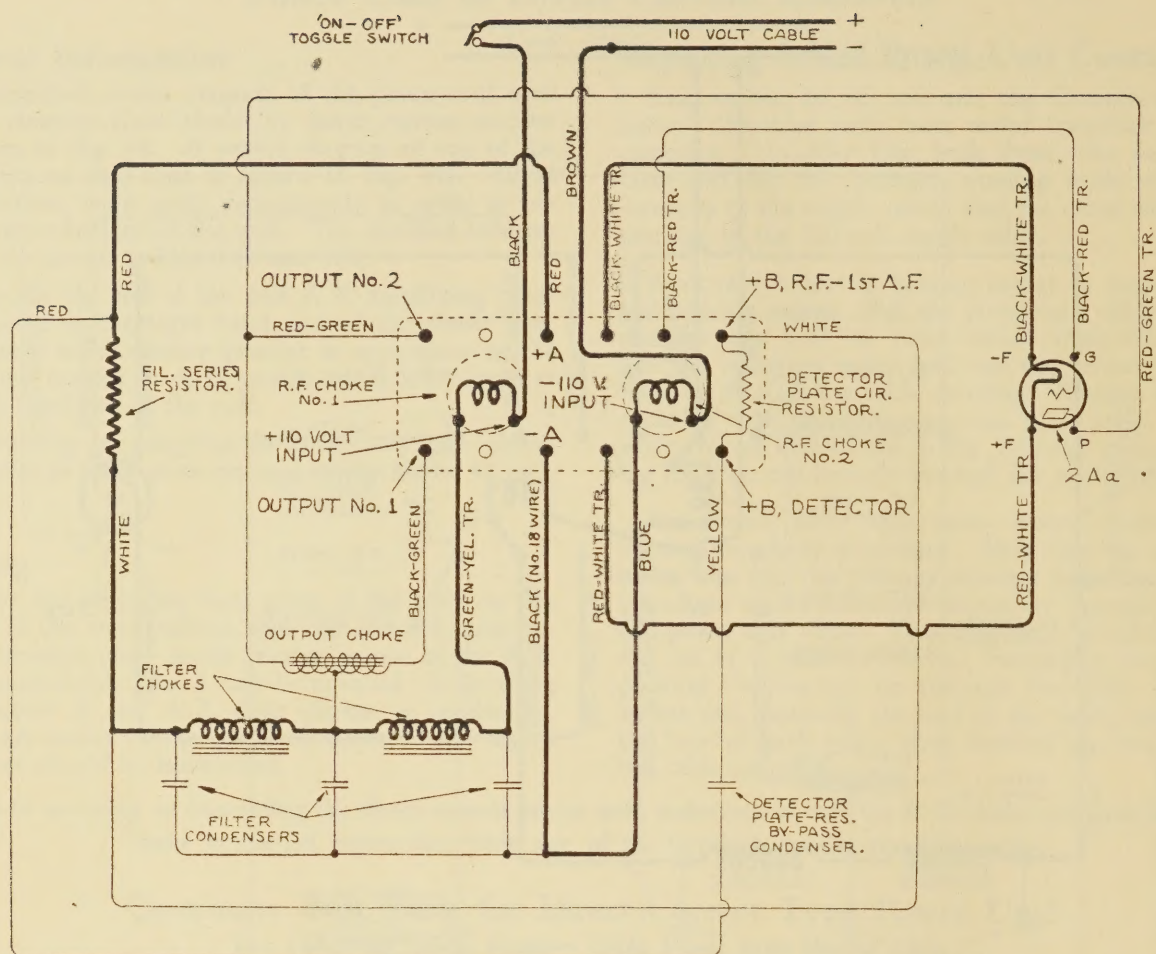 'ON-OFF'
TOGGLE SWITCH
+
110 VOLT CABLE
-
BLACK
BROWN
RED
RED
RED
BLACK-WHITE TR.
BLACK-RED TR.
BLACK-WHITE TR.
BLACK-RED TR.
RED-GREEN TR.
OUTPUT No. 2
+B, R.F.-1ST A.F.
RED-GREEN
WHITE
+A
FIL. SERIES
RESISTOR.
R.F. CHOKE
No. 1
-110 V.
INPUT
DETECTOR
PLATE CIR.
RESISTOR.
-F
G
+110 VOLT
INPUT
-A
R.F. CHOKE
NO.2
+F
P
2Aa
OUTPUT No. 1
+B, DETECTOR
WHITE
BLACK-GREEN
GREEN-YEL. TR.
BLACK (No.18 WIRE)
RED-WHITE TR.
BLUE
YELLOW
RED-WHITE TR
OUTPUT CHOKE
FILTER
CHOKES
FILTER
CONDENSERS
DETECTOR
PLATE-RES.
BY-PASS
CONDENSER.